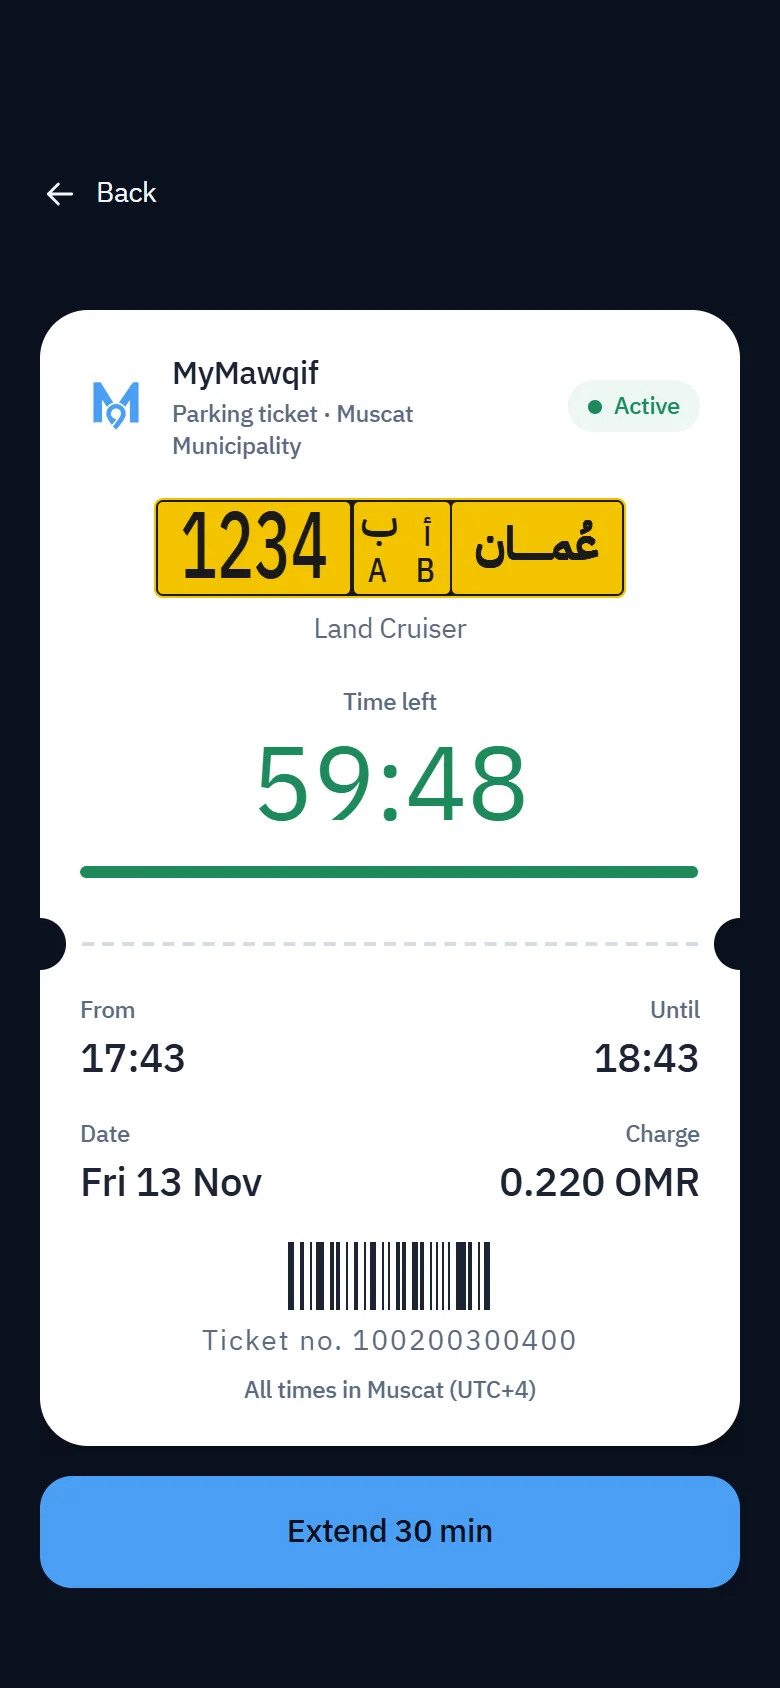 Back
MyMawqif
Parking ticket · Muscat
Municipality
Active
1234
ب أ
A B
عُمـــان
Land Cruiser
Time left
59:48
From Until
17:43 18:43
Date Charge
Fri 13 Nov 0.220 OMR
Ticket no. 100200300400
All times in Muscat (UTC+4)
Extend 30 min